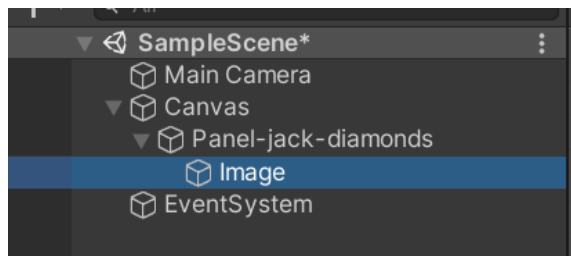 SampleScene*
Main Camera
Canvas
Panel-jack-diamonds
Image
EventSystem